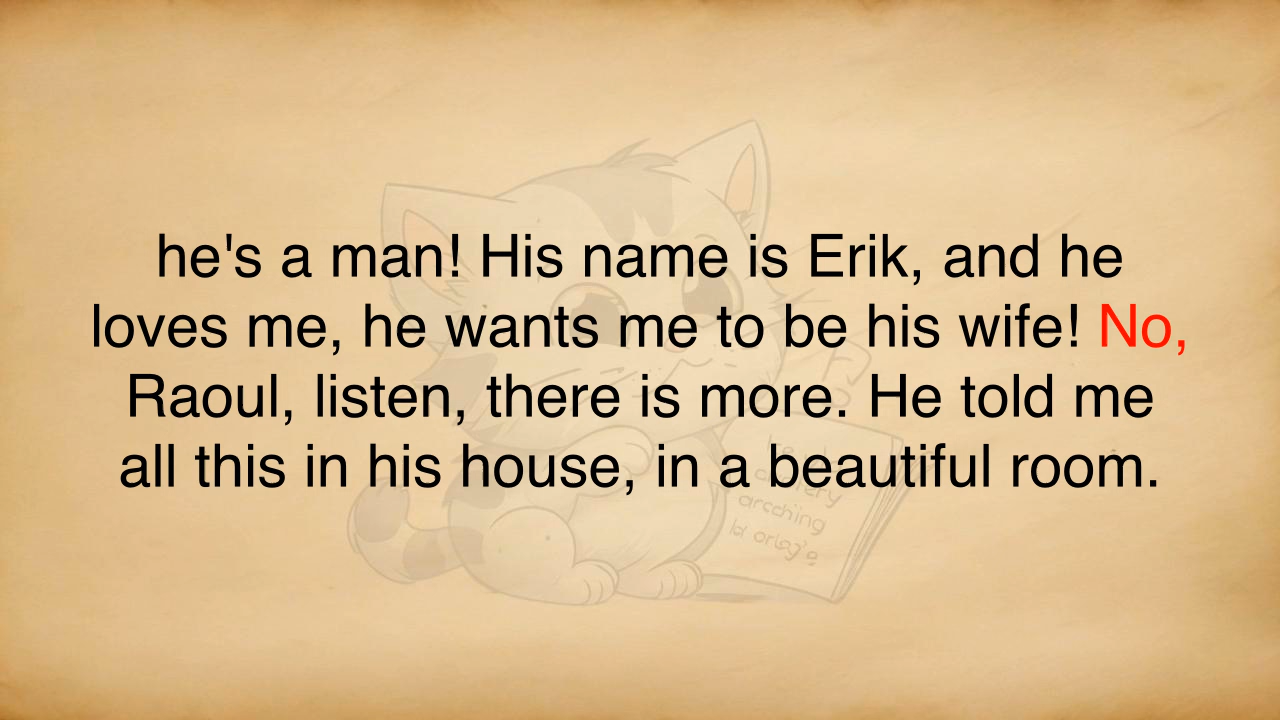 he's a man! His name is Erik, and he
loves me, he wants me to be his wife! No,
Raoul, listen, there is more. He told me
all this in his house, in a beautiful room.